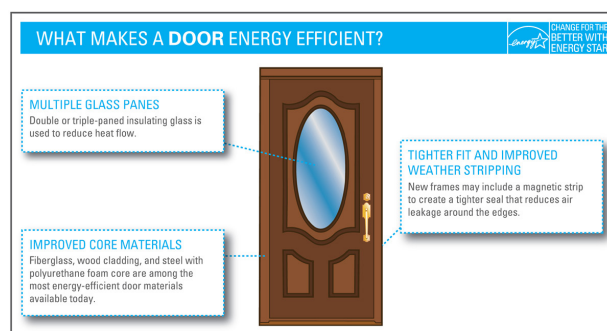 WHAT MAKES A DOOR ENERGY EFFICIENT?
energy
CHANGE FOR THE
BETTER WITH
ENERGY STAR
MULTIPLE GLASS PANES
Double or triple-paned insulating glass is
used to reduce heat flow.
TIGHTER FIT AND IMPROVED
WEATHER STRIPPING
New frames may include a magnetic strip
to create a tighter seal that reduces air
leakage around the edges.
IMPROVED CORE MATERIALS
Fiberglass, wood cladding, and steel with
polyurethane foam core are among the
most energy-efficient door materials
available today.